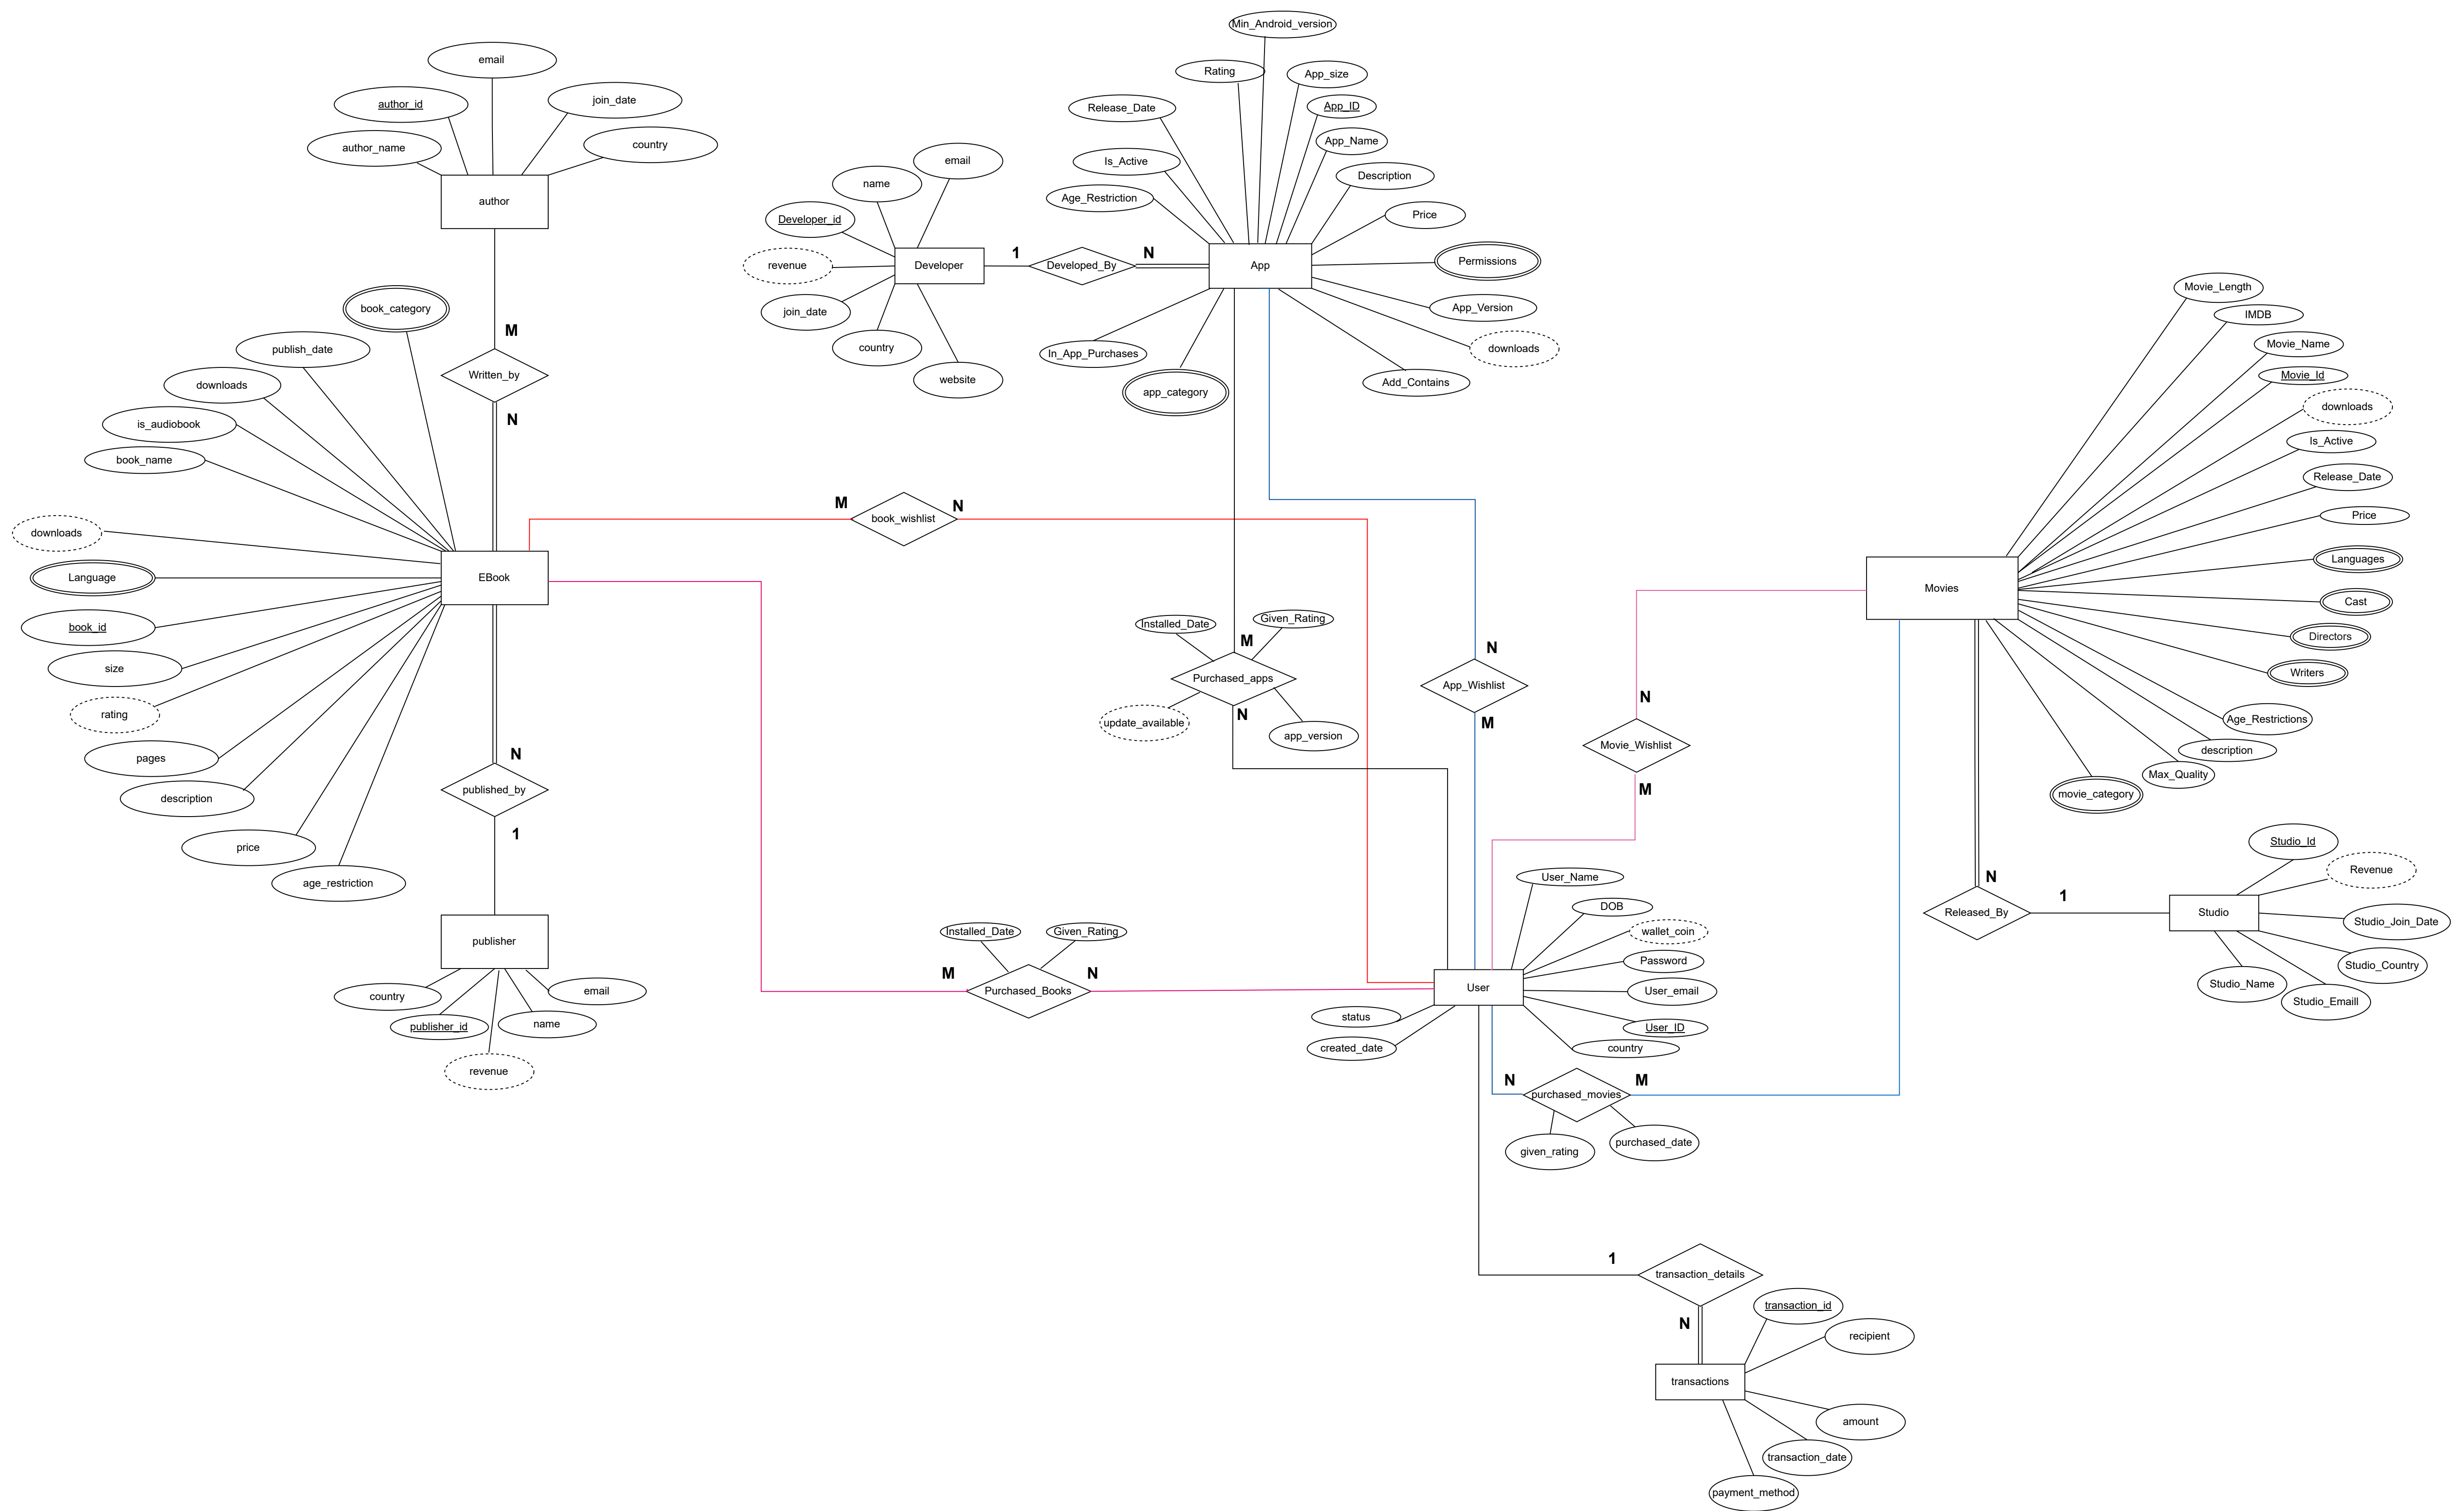 Min_Android_version
email
Rating
App_size
author_id
join_date
Release_Date
App_ID
author_name
country
App_Name
Is_Active
email
Description
name
Age_Restriction
author
Developer_id
Price
revenue
Developer
1
Developed_By
N
App
Permissions
join_date
App_Version
country
In_App_Purchases
downloads
website
app_category
Add_Contains
book_category
M
publish_date
Written_by
downloads
N
is_audiobook
book_name
Movie_Length
IMDB
Movie_Name
Movie_Id
downloads
Is_Active
Release_Date
Price
M
book_wishlist
N
downloads
Language
EBook
book_id
size
rating
pages
description
price
age_restriction
N
published_by
1
Languages
Cast
Movies
Directors
Writers
Age_Restrictions
description
Max_Quality
movie_category
Installed_Date
Given_Rating
M
Purchased_apps
N
update_available
app_version
N
App_Wishlist
M
N
Movie_Wishlist
M
Studio_Id
Revenue
N
1
Released_By
Studio
Studio_Join_Date
Studio_Country
Studio_Name
Studio_Emaill
publisher
country
email
publisher_id
name
revenue
Installed_Date
Given_Rating
M
N
Purchased_Books
User_Name
DOB
wallet_coin
Password
User
User_email
status
User_ID
created_date
country
N
M
purchased_movies
given_rating
purchased_date
1
transaction_details
transaction_id
N
recipient
transactions
amount
transaction_date
payment_method